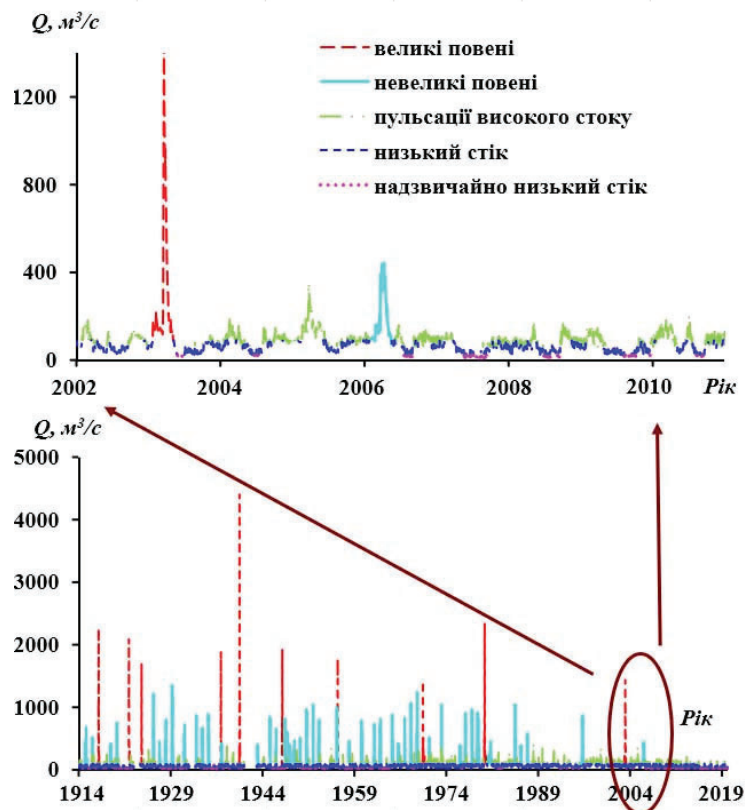 Q, м³/с
великі повені
невеликі повені
пульсації високого стоку
низький стік
надзвичайно низький стік
1200
800
400
0
2002 2004 2006 2008 2010 Рік
Q, м³/с
5000
4000
3000
2000
1000
Рік
0
1914 1929 1944 1959 1974 1989 2004 2019